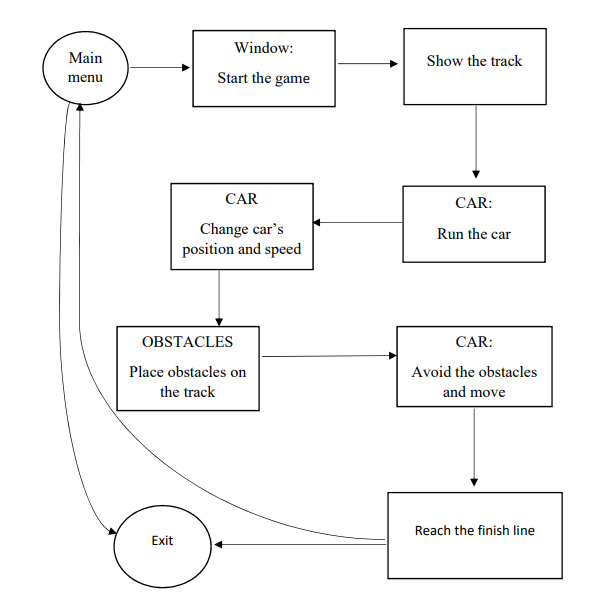 Main
menu
Window:
Start the game
Show the track
CAR:
Run the car
CAR
Change car's
position and speed
OBSTACLES
Place obstacles on
the track
CAR:
Avoid the obstacles
and move
Reach the finish line
Exit